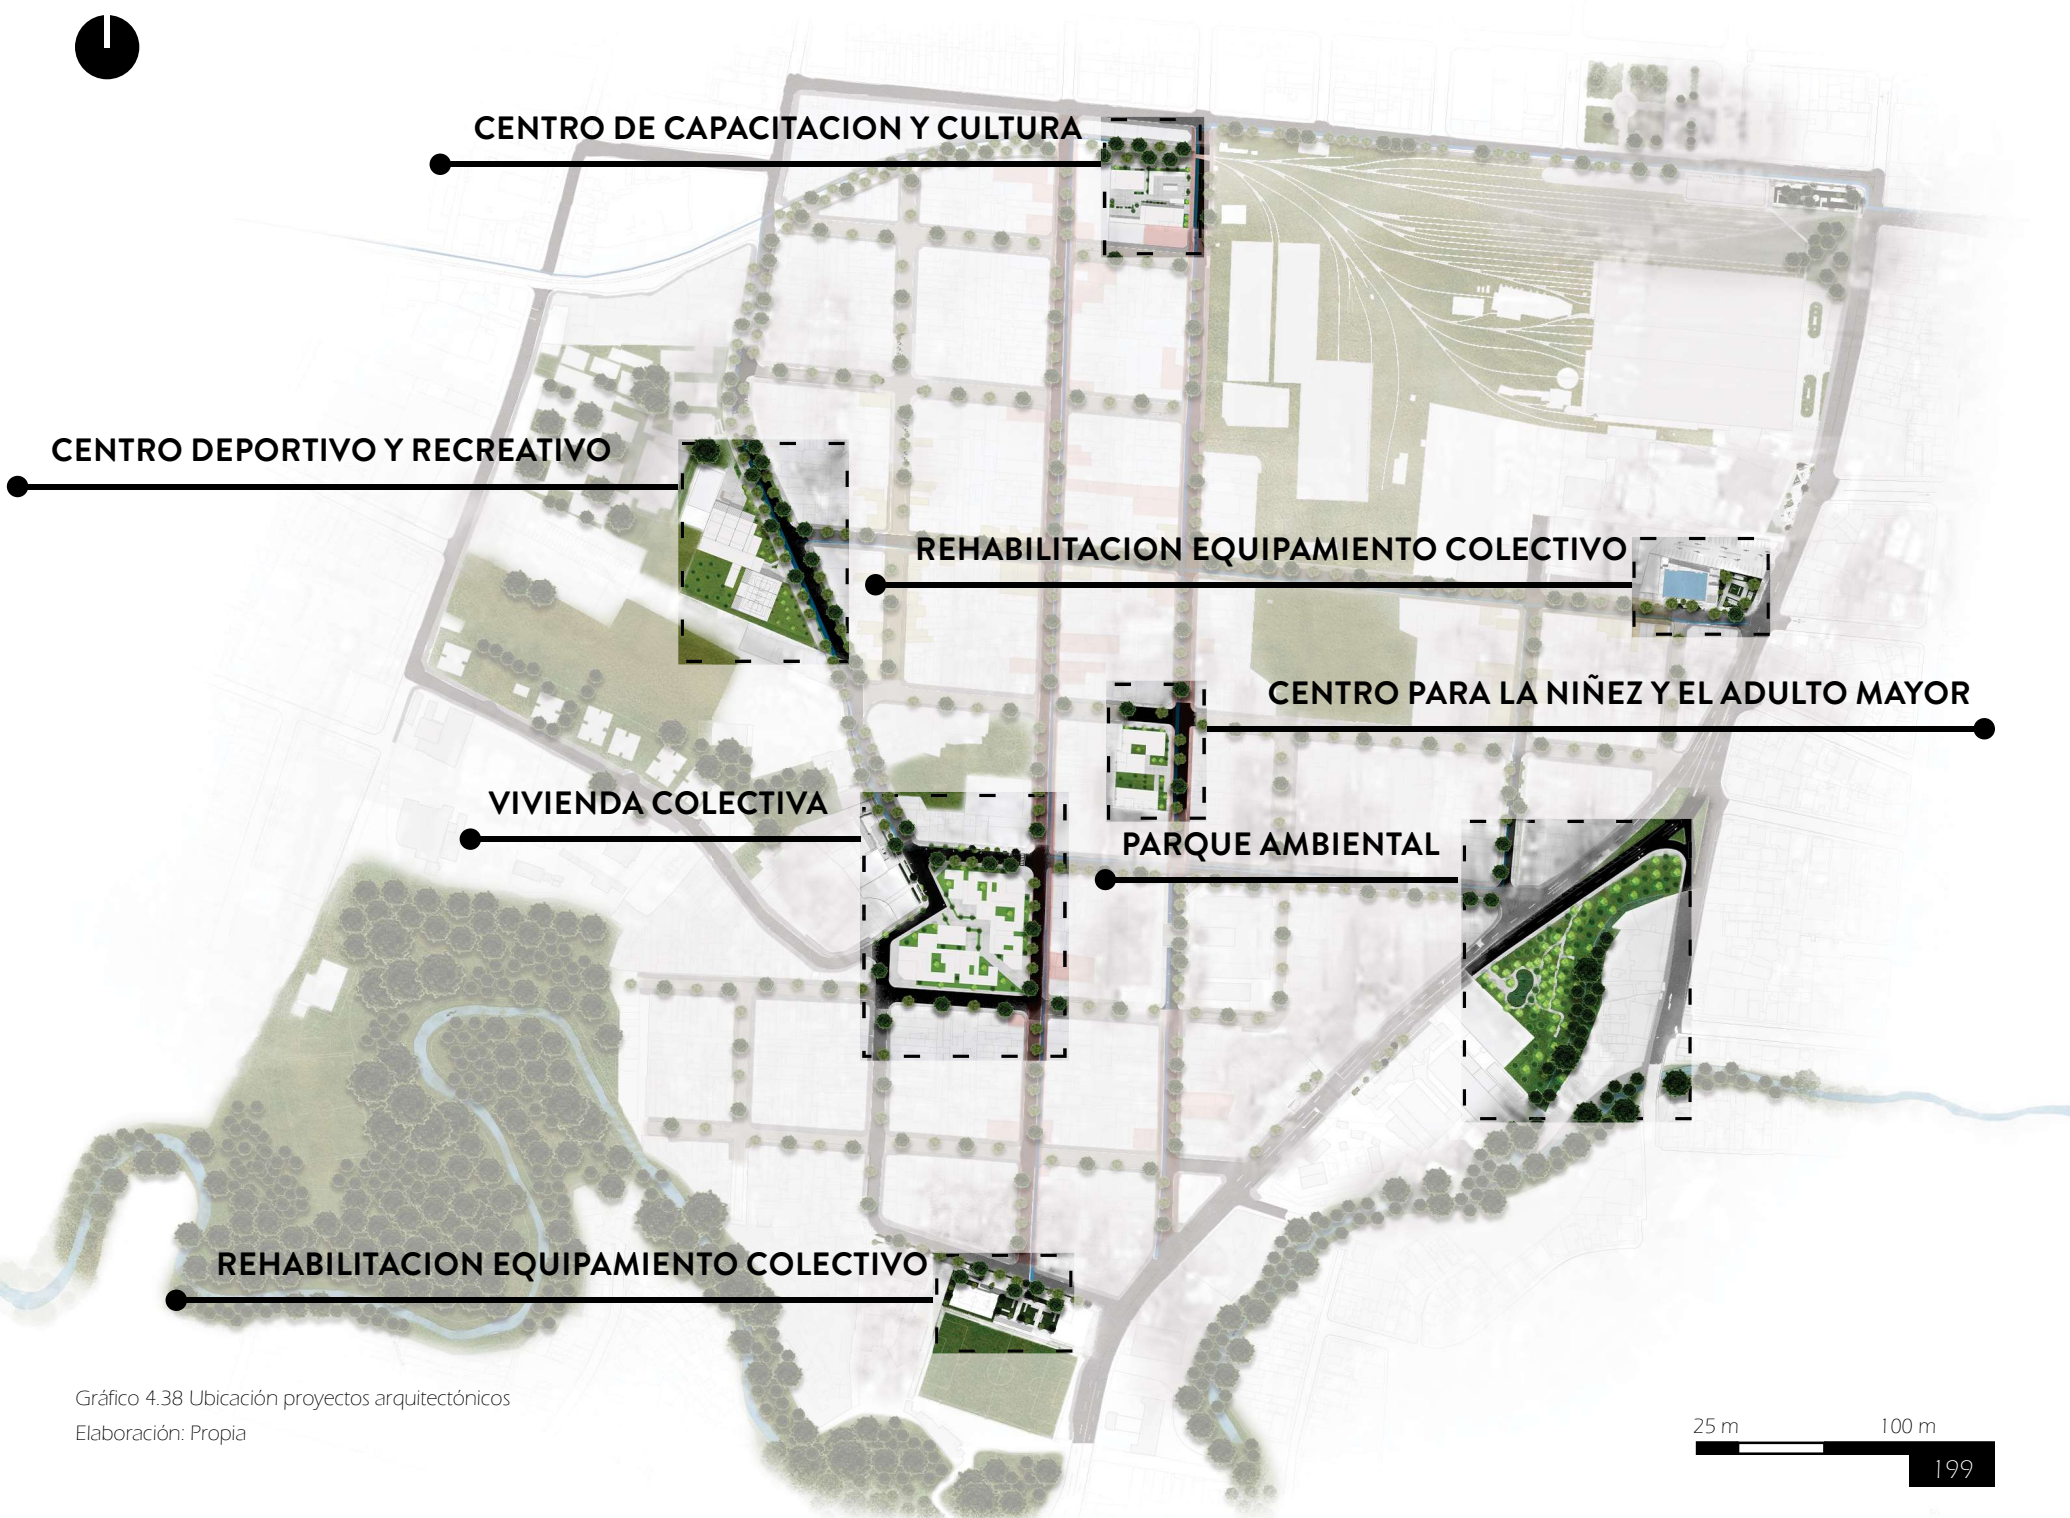 CENTRO DE CAPACITACION Y CULTURA
CENTRO DEPORTIVO Y RECREATIVO
REHABILITACION EQUIPAMIENTO COLECTIVO
CENTRO PARA LA NIÑEZ Y EL ADULTO MAYOR
VIVIENDA COLECTIVA
PARQUE AMBIENTAL
REHABILITACION EQUIPAMIENTO COLECTIVO
Gráfico 4.38 Ubicación proyectos arquitectónicos
Elaboración: Propia
25 m 100 m
199